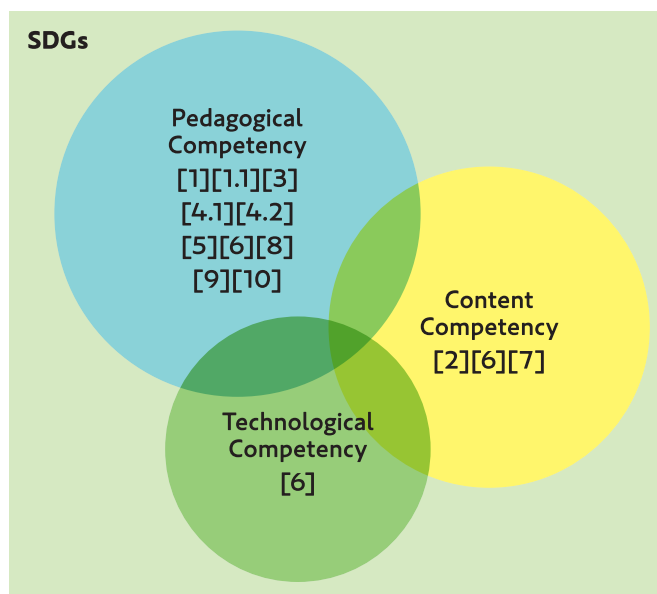 SDGs
Pedagogical
Competency
[1][1.1][3]
[4.1][4.2]
[5][6][8]
[9][10]
Content
Competency
[2][6][7]
Technological
Competency
[6]